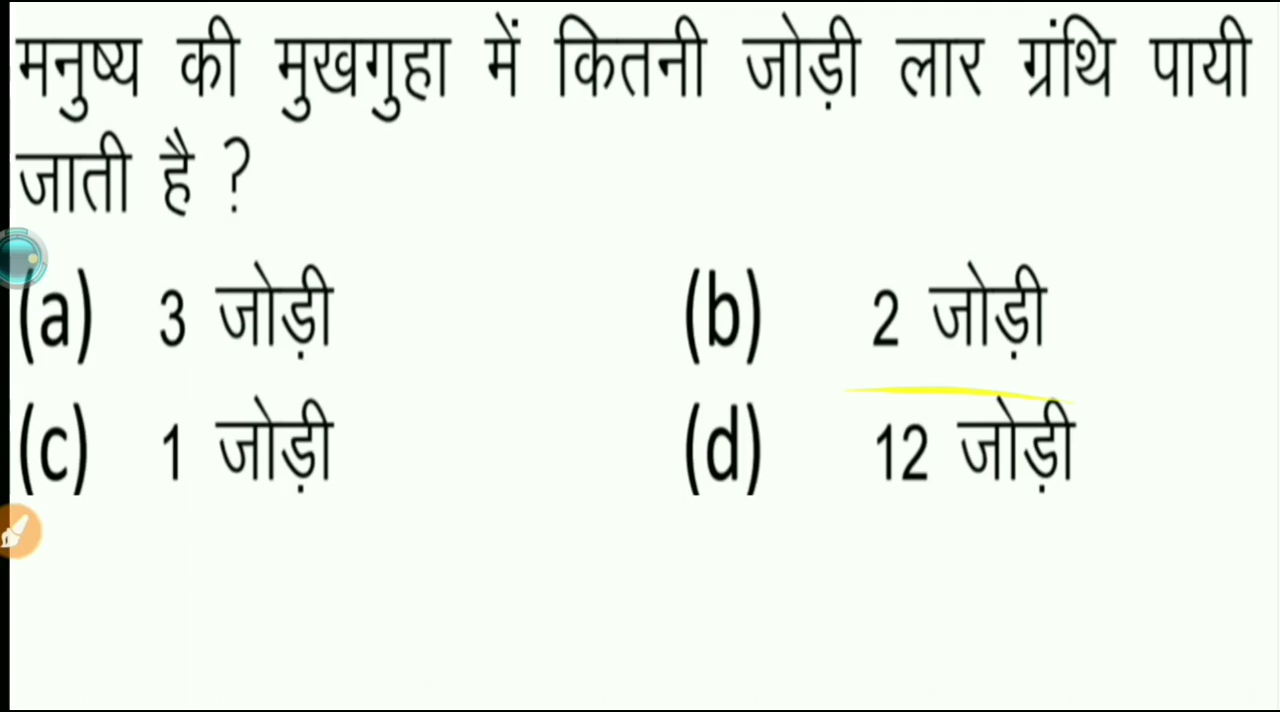 मनुष्य की मुखगुहा में कितनी जोड़ी लार ग्रंथि पायी
जाती है ?
(a) 3 जोड़ी (b) 2 जोड़ी
(c) 1 जोड़ी (d) 12 जोड़ी